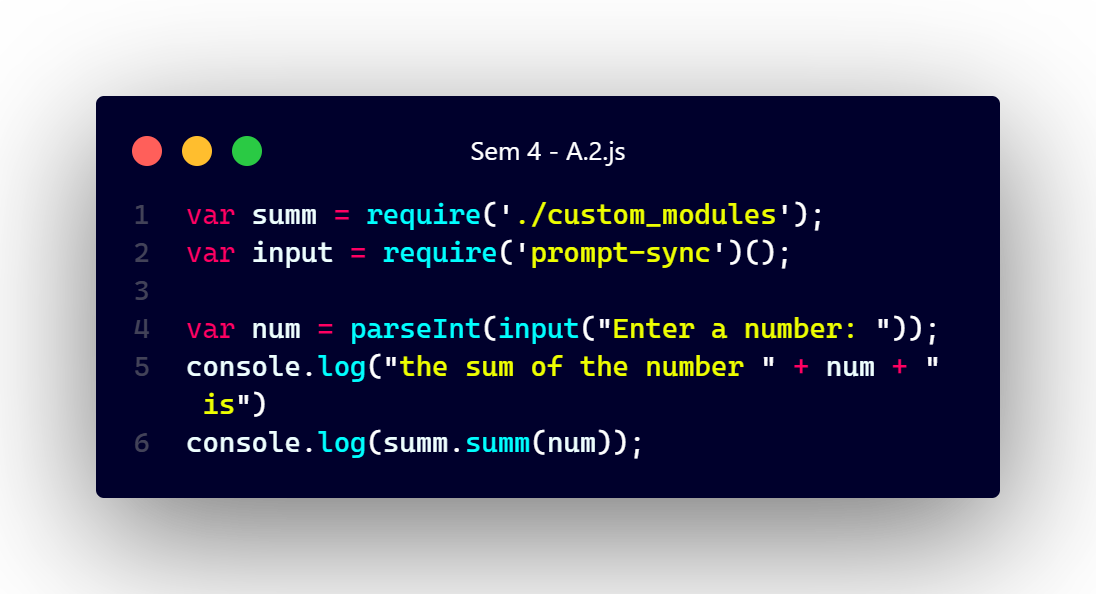 Sem 4 - A.2.js
1 var summ = require('./custom_modules');
2 var input = require('prompt-sync')();
3
4 var num = parseInt(input("Enter a number: "));
5 console.log("the sum of the number " + num + "
is")
6 console.log(summ.summ(num));